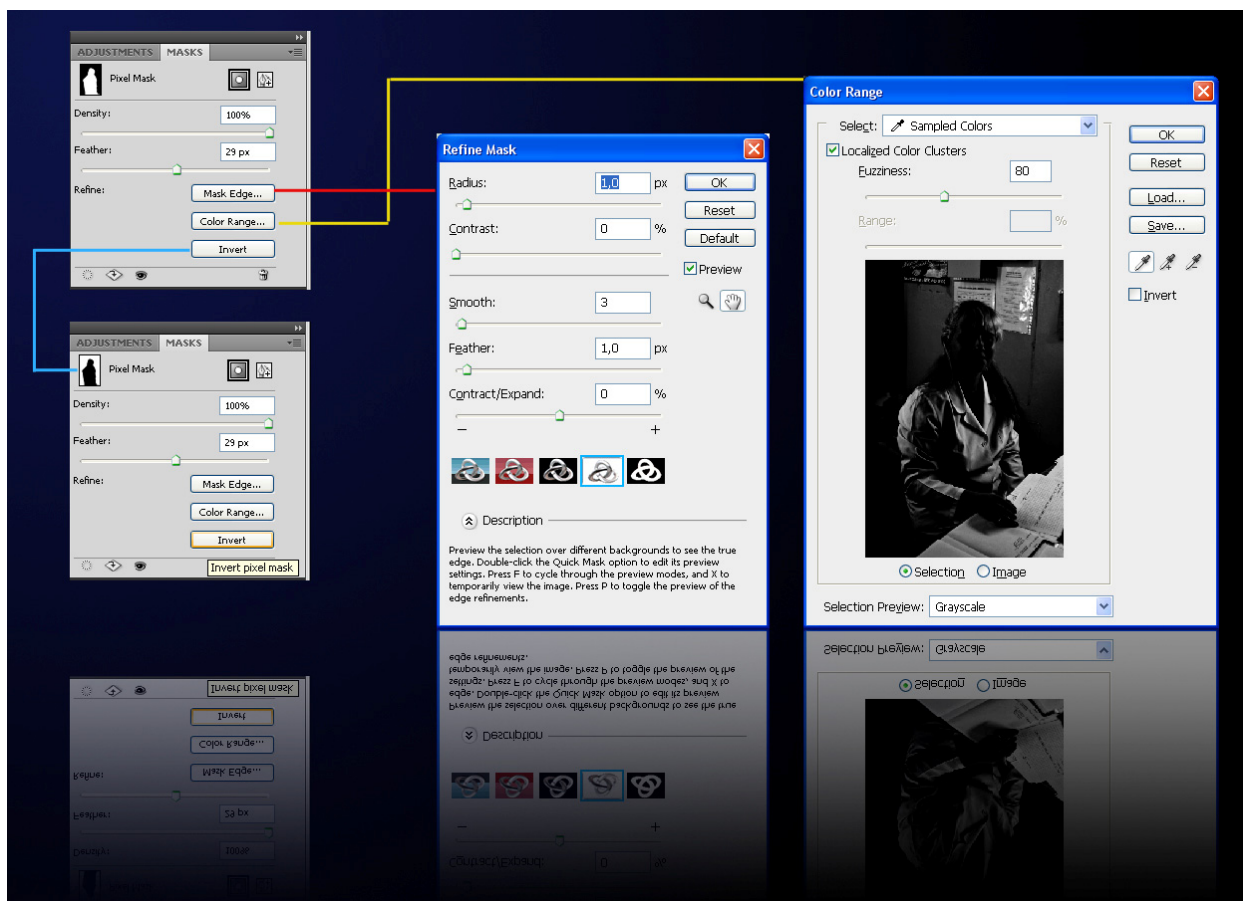 ADJUSTMENTS MASKS
Pixel Mask
Density: 100%
Feather: 29 px
Refine: Mask Edge...
Color Range...
Invert
ADJUSTMENTS MASKS
Pixel Mask
Density: 100%
Feather: 29 px
Refine: Mask Edge...
Color Range...
Invert
Invert pixel mask
Refine Mask
Radius: 1,0 px OK
Reset
Contrast: 0 % Default
Preview
Smooth: 3
Feather: 1,0 px
Contract/Expand: 0 %
− +
Description
Preview the selection over different backgrounds to see the true
edge. Double-click the Quick Mask option to edit its preview
settings. Press F to cycle through the preview modes, and X to
temporarily view the image. Press P to toggle the preview of the
edge refinements.
Color Range
Select: Sampled Colors OK
Localized Color Clusters Reset
Fuzziness: 80
Load...
Range: % Save...
Invert
Selection Image
Selection Preview: Grayscale